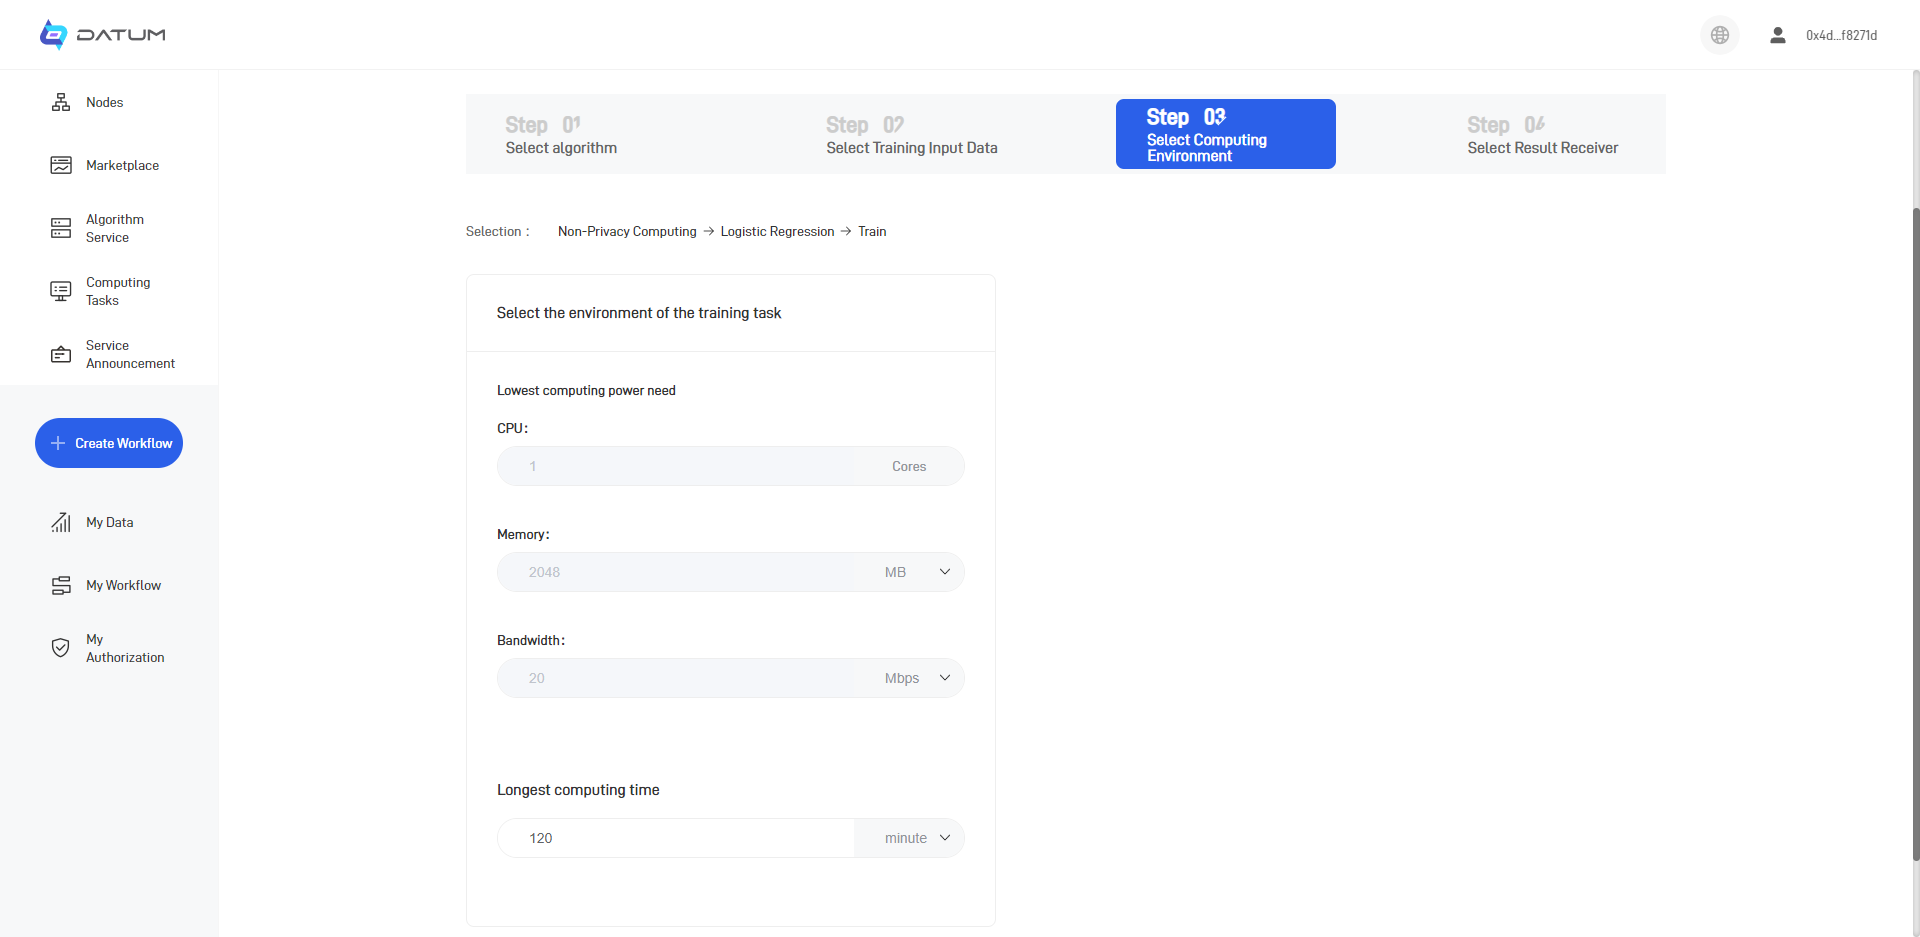 DATUM
0x4d...f8271d
Nodes
Marketplace
Algorithm
Service
Computing
Tasks
Service
Announcement
Create Workflow
My Data
My Workflow
My
Authorization
Step 01
Select algorithm
Step 02
Select Training Input Data
Step 03
Select Computing
Environment
Step 04
Select Result Receiver
Selection :
Non-Privacy Computing → Logistic Regression → Train
Select the environment of the training task
Lowest computing power need
CPU:
1 Cores
Memory:
2048 MB
Bandwidth:
20 Mbps
Longest computing time
120 minute